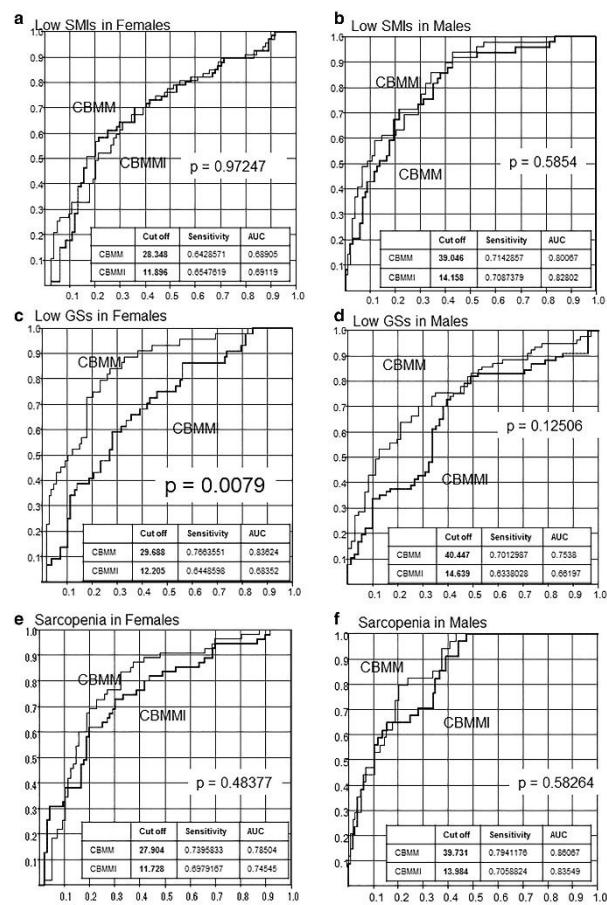 a Low SMIs in Females
1.0
0.9
0.8
0.7
0.6
0.5
0.4
0.3
0.2
0.1
CBMM
CBMMI
p = 0.97247
Cut off Sensitivity AUC
CBMM 28.348 0.6428571 0.68905
CBMMI 11.896 0.6547619 0.69119
0.1 0.2 0.3 0.4 0.5 0.6 0.7 0.8 0.9 1.0
b Low SMIs in Males
1.0
0.9
0.8
0.7
0.6
0.5
0.4
0.3
0.2
0.1
CBMM
CBMM
p = 0.5854
Cut off Sensitivity AUC
CBMM 39.046 0.7142857 0.80067
CBMMI 14.158 0.7087379 0.82802
0.1 0.2 0.3 0.4 0.5 0.6 0.7 0.8 0.9 1.0
c Low GSs in Females
1.0
0.9
0.8
0.7
0.6
0.5
0.4
0.3
0.2
0.1
CBMM
CBMMI
p = 0.0079
Cut off Sensitivity AUC
CBMM 29.688 0.7663551 0.83624
CBMMI 12.205 0.6448598 0.68352
0.1 0.2 0.3 0.4 0.5 0.6 0.7 0.8 0.9 1.0
d Low GSs in Males
1.0
0.9
0.8
0.7
0.6
0.5
0.4
0.3
0.2
0.1
CBMM
p = 0.12506
CBMMI
Cut off Sensitivity AUC
CBMM 40.447 0.7012987 0.7538
CBMMI 14.639 0.6338028 0.66197
0.1 0.2 0.3 0.4 0.5 0.6 0.7 0.8 0.9 1.0
e Sarcopenia in Females
1.0
0.9
0.8
0.7
0.6
0.5
0.4
0.3
0.2
0.1
CBMM
CBMMI
p = 0.48377
Cut off Sensitivity AUC
CBMM 27.904 0.7395833 0.78504
CBMMI 11.728 0.6979167 0.74545
0.1 0.2 0.3 0.4 0.5 0.6 0.7 0.8 0.9 1.0
f Sarcopenia in Males
1.0
0.9
0.8
0.7
0.6
0.5
0.4
0.3
0.2
0.1
CBMM
CBMMI
p = 0.58264
Cut off Sensitivity AUC
CBMM 39.731 0.7941176 0.86067
CBMMI 13.984 0.7058824 0.83549
0.1 0.2 0.3 0.4 0.5 0.6 0.7 0.8 0.9 1.0